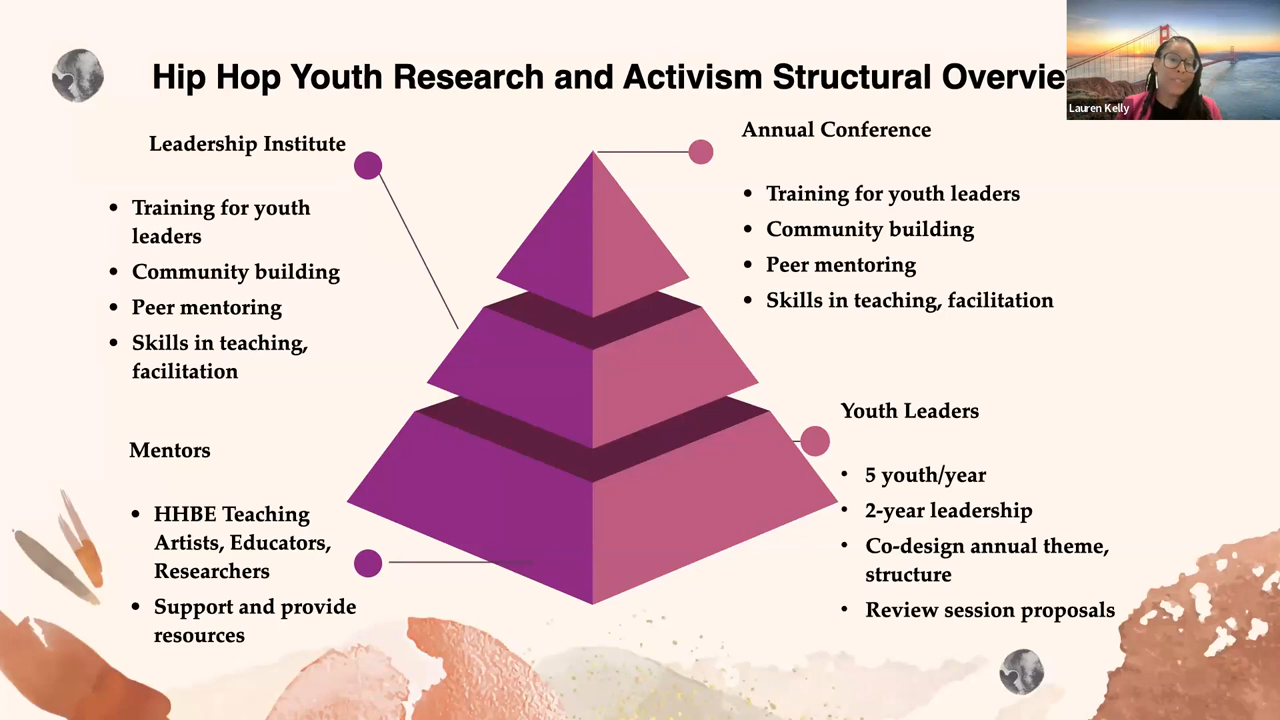 Hip Hop Youth Research and Activism Structural Overvie
Lauren Kelly
Leadership Institute
• Training for youth
leaders
• Community building
• Peer mentoring
• Skills in teaching,
facilitation
Annual Conference
• Training for youth leaders
• Community building
• Peer mentoring
• Skills in teaching, facilitation
Mentors
• HHBE Teaching
Artists, Educators,
Researchers
• Support and provide
resources
Youth Leaders
• 5 youth/year
• 2-year leadership
• Co-design annual theme,
structure
• Review session proposals